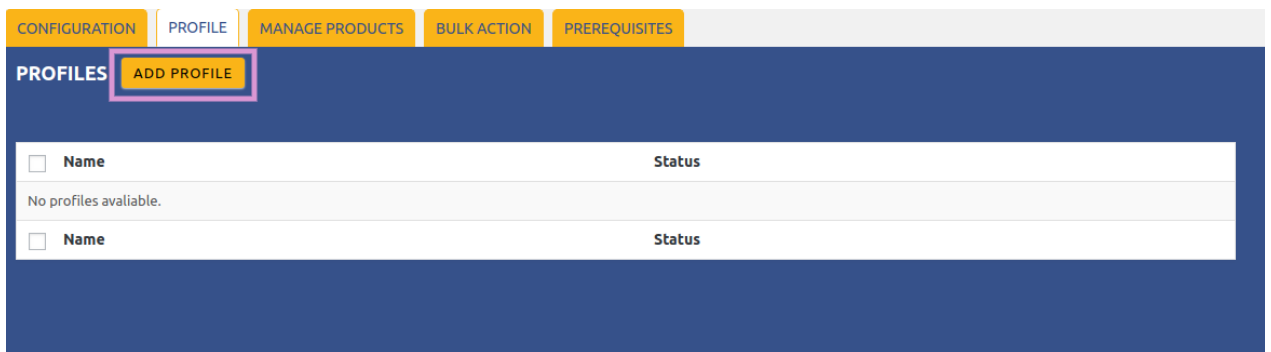 CONFIGURATION PROFILE MANAGE PRODUCTS BULK ACTION PREREQUISITES
PROFILES ADD PROFILE
Name Status
No profiles avaliable.
Name Status